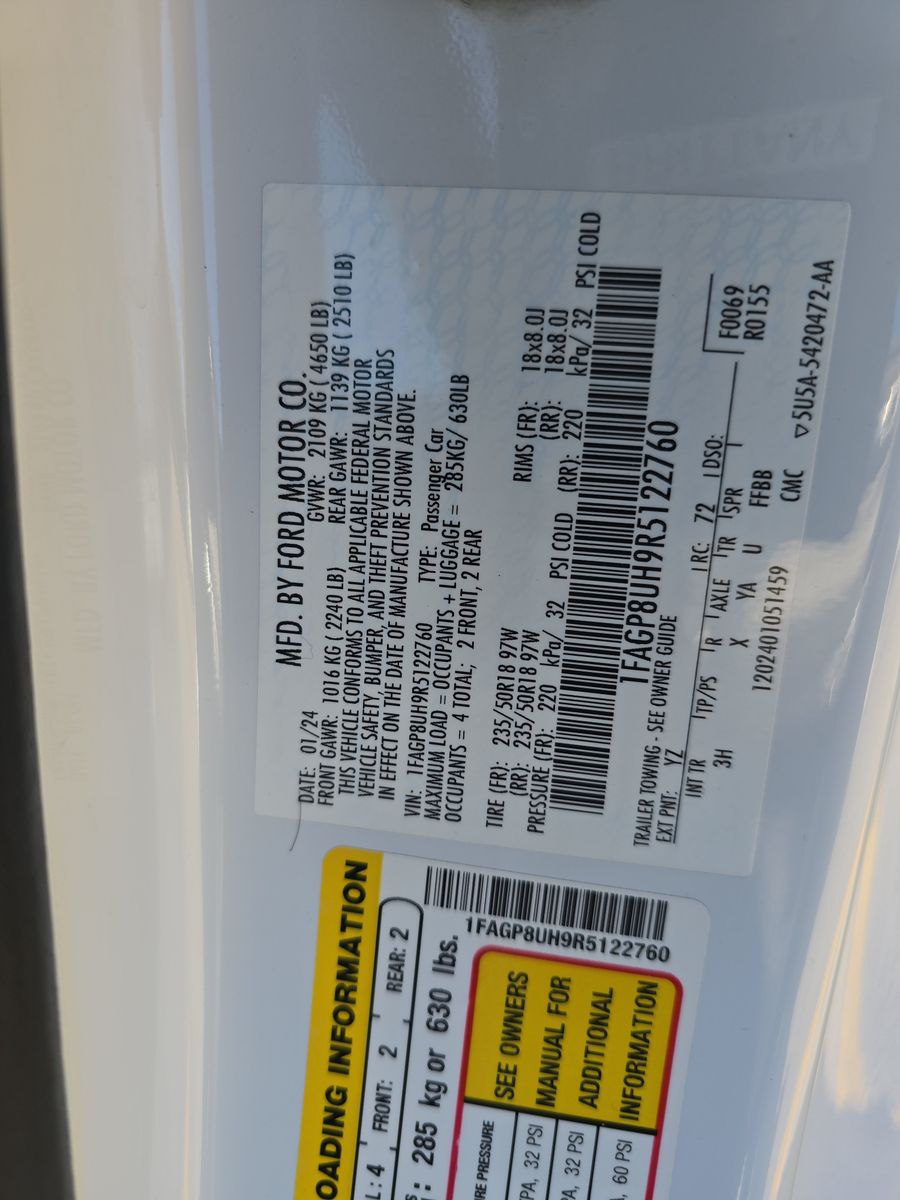 MFD. BY FORD MOTOR CO.
DATE: 01/24 GVWR: 2109 KG ( 4650 LB)
FRONT GAWR: 1016 KG ( 2240 LB) REAR GAWR: 1139 KG ( 2510 LB)
THIS VEHICLE CONFORMS TO ALL APPLICABLE FEDERAL MOTOR
VEHICLE SAFETY, BUMPER, AND THEFT PREVENTION STANDARDS
IN EFFECT ON THE DATE OF MANUFACTURE SHOWN ABOVE.
VIN: 1FAGP8UH9R5122760 TYPE: Passenger Car
MAXIMUM LOAD = OCCUPANTS + LUGGAGE = 285KG/ 630LB
OCCUPANTS = 4 TOTAL; 2 FRONT, 2 REAR
TIRE (FR): 235/50R18 97W RIMS (FR): 18x8.0J
(RR): 235/50R18 97W (RR): 18x8.0J
PRESSURE (FR): 220 kPa/ 32 PSI COLD (RR): 220 kPa/ 32 PSI COLD
1FAGP8UH9R5122760
TRAILER TOWING - SEE OWNER GUIDE
EXT PNT: YZ RC: 72 DSO: F0069
R0155
INT TR TP/PS R AXLE TR SPR
3H X YA U FFBB
1202401051459 CMC
▽5U5A-5420472-AA
OADING INFORMATION
L: 4 FRONT: 2 REAR: 2
: 285 kg or 630 lbs.
1FAGP8UH9R5122760
RE PRESSURE
PA, 32 PSI
PA, 32 PSI
, 60 PSI
SEE OWNERS
MANUAL FOR
ADDITIONAL
INFORMATION